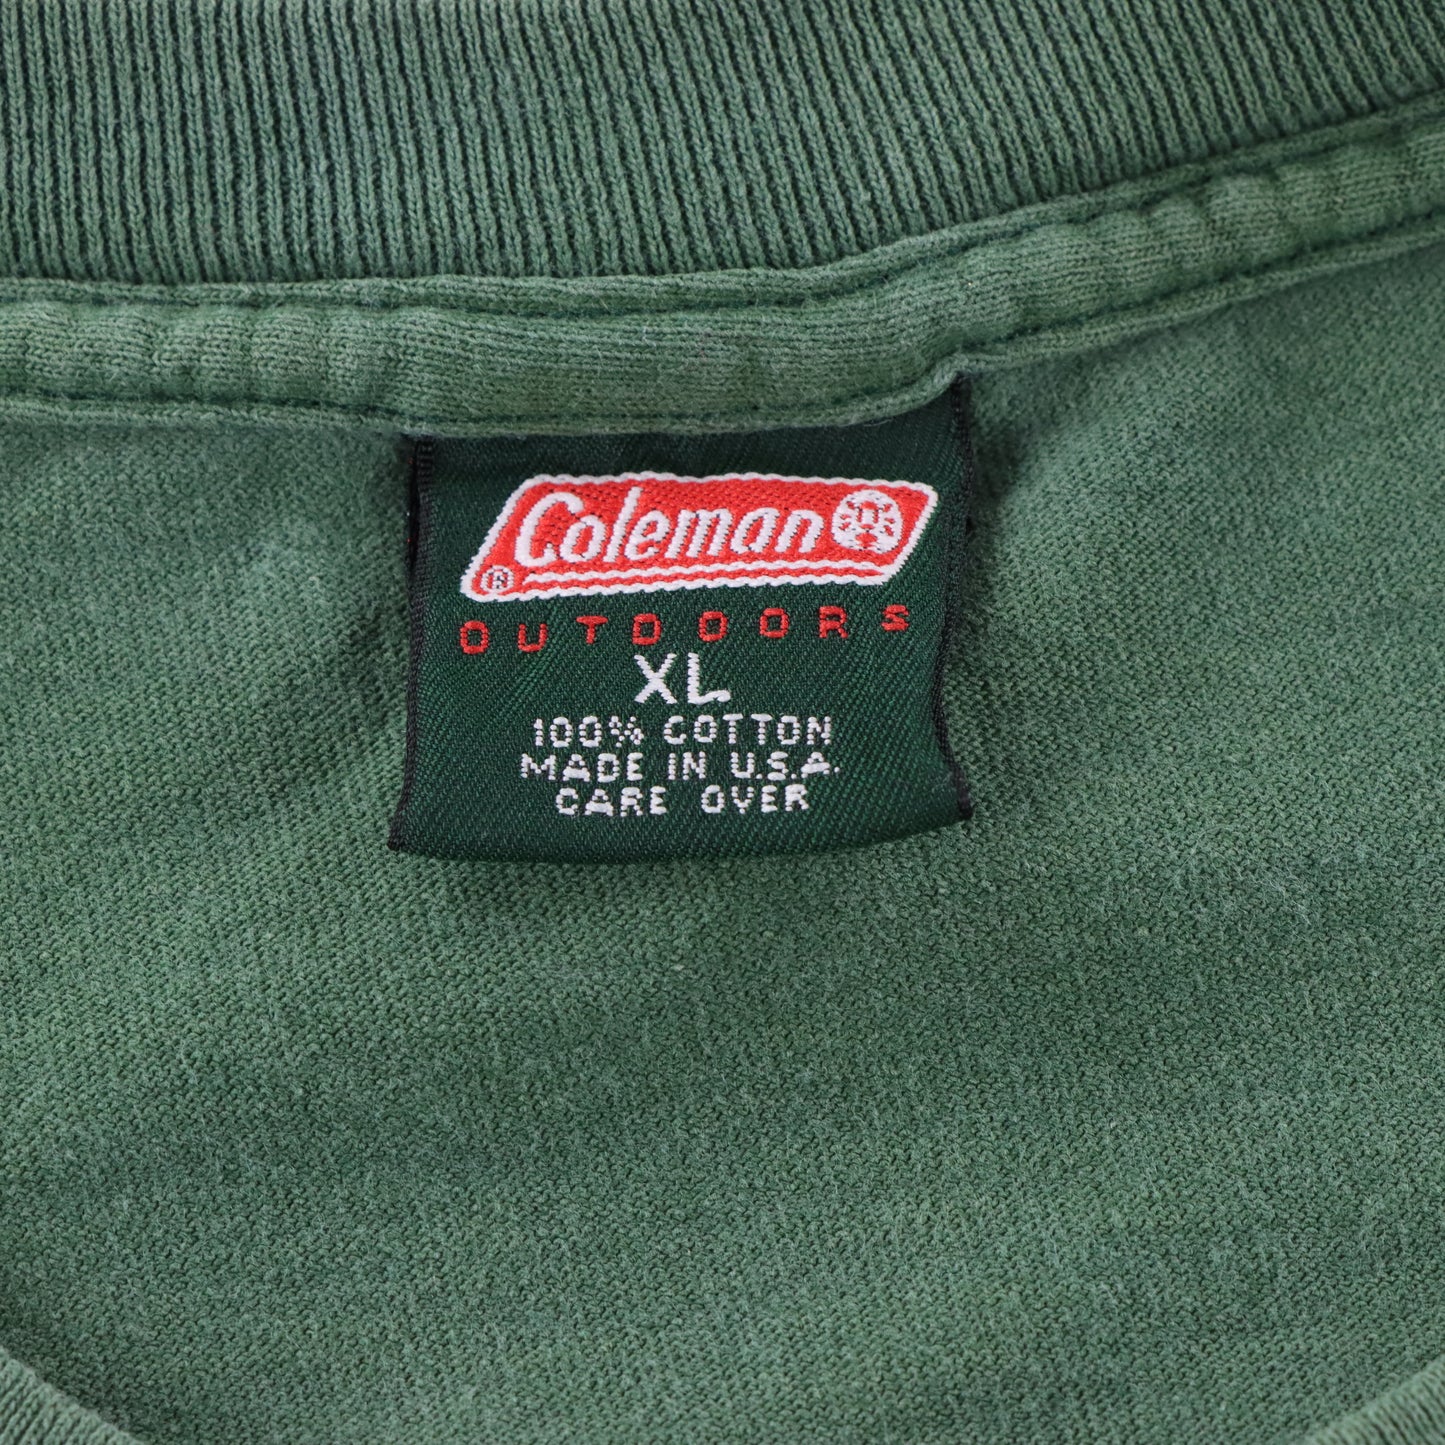 Coleman
®
OUTDOORS
XL
100% COTTON
MADE IN U.S.A.
CARE OVER